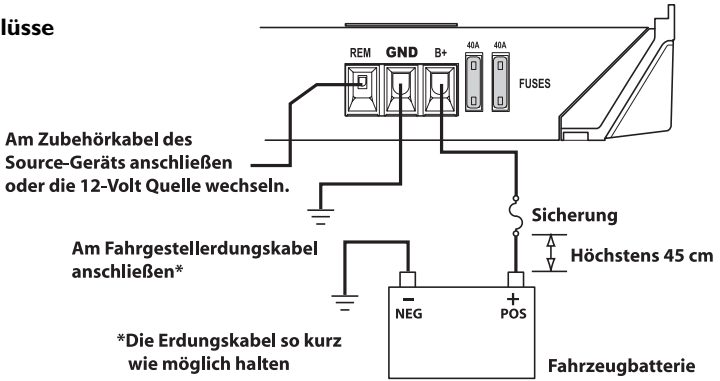 lüsse
REM GND B+ 40A 40A
FUSES
Am Zubehörkabel des
Source-Geräts anschließen
oder die 12-Volt Quelle wechseln.
Sicherung
Am Fahrgestellerdungskabel
anschließen*
Höchstens 45 cm
– NEG
+ POS
*Die Erdungskabel so kurz
wie möglich halten
Fahrzeugbatterie